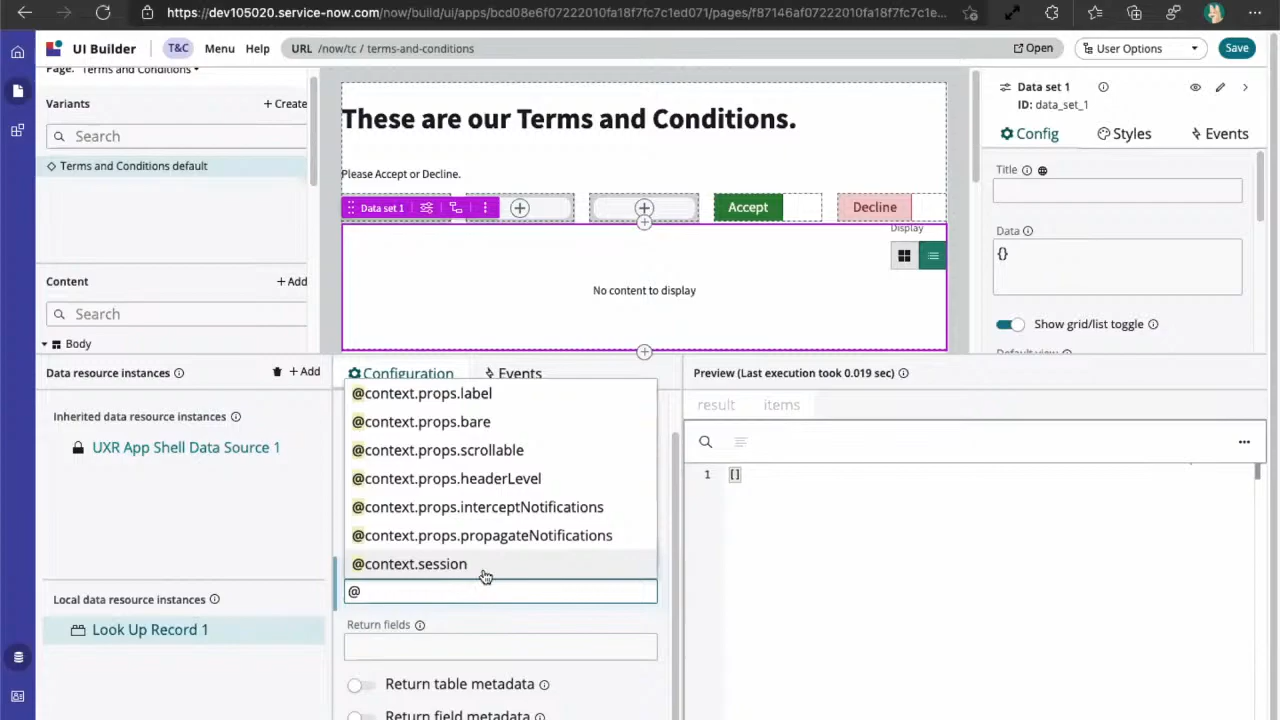 https://dev105020.service-now.com/now/build/ui/apps/bcd08e6f07222010fa18f7fc7c1ed071/pages/f87146af07222010fa18f7fc7c1e...
UI Builder
T&C
Menu
Help
URL /now/tc / terms-and-conditions
Open
User Options
Save
Page: Terms and Conditions
Variants
+ Create
Search
Terms and Conditions default
Content
+ Add
Search
Body
These are our Terms and Conditions.
Please Accept or Decline.
Data set 1
Accept
Decline
Display
No content to display
Data set 1
ID: data_set_1
Config
Styles
Events
Title
Data
{}
Show grid/list toggle
Default view
Data resource instances
+ Add
Inherited data resource instances
UXR App Shell Data Source 1
Local data resource instances
Look Up Record 1
Configuration
Events
@context.props.label
@context.props.bare
@context.props.scrollable
@context.props.headerLevel
@context.props.interceptNotifications
@context.props.propagateNotifications
@context.session
@
Return fields
Return table metadata
Return field metadata
Preview (Last execution took 0.019 sec)
result
items
1
[]